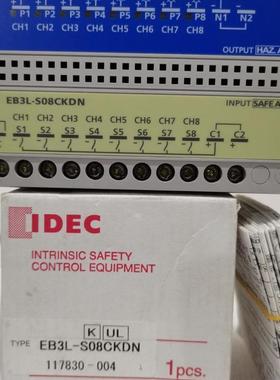 P1 P2 P3 P4 P5 P6 P7 P8 N1 N2
CH1 CH2 CH3 CH4 CH5 CH6 CH7 CH8
OUTPUT HAZ.A
EB3L-S08CKDN
INPUT SAFE A
CH1 CH2 CH3 CH4 CH5 CH6 CH7 CH8
S1 S2 S3 S4 S5 S6 S7 S8 C1 C2
IDEC
INTRINSIC SAFETY
CONTROL EQUIPMENT
K UL
TYPE EB3L-S08CKDN
117830-004 1pcs.